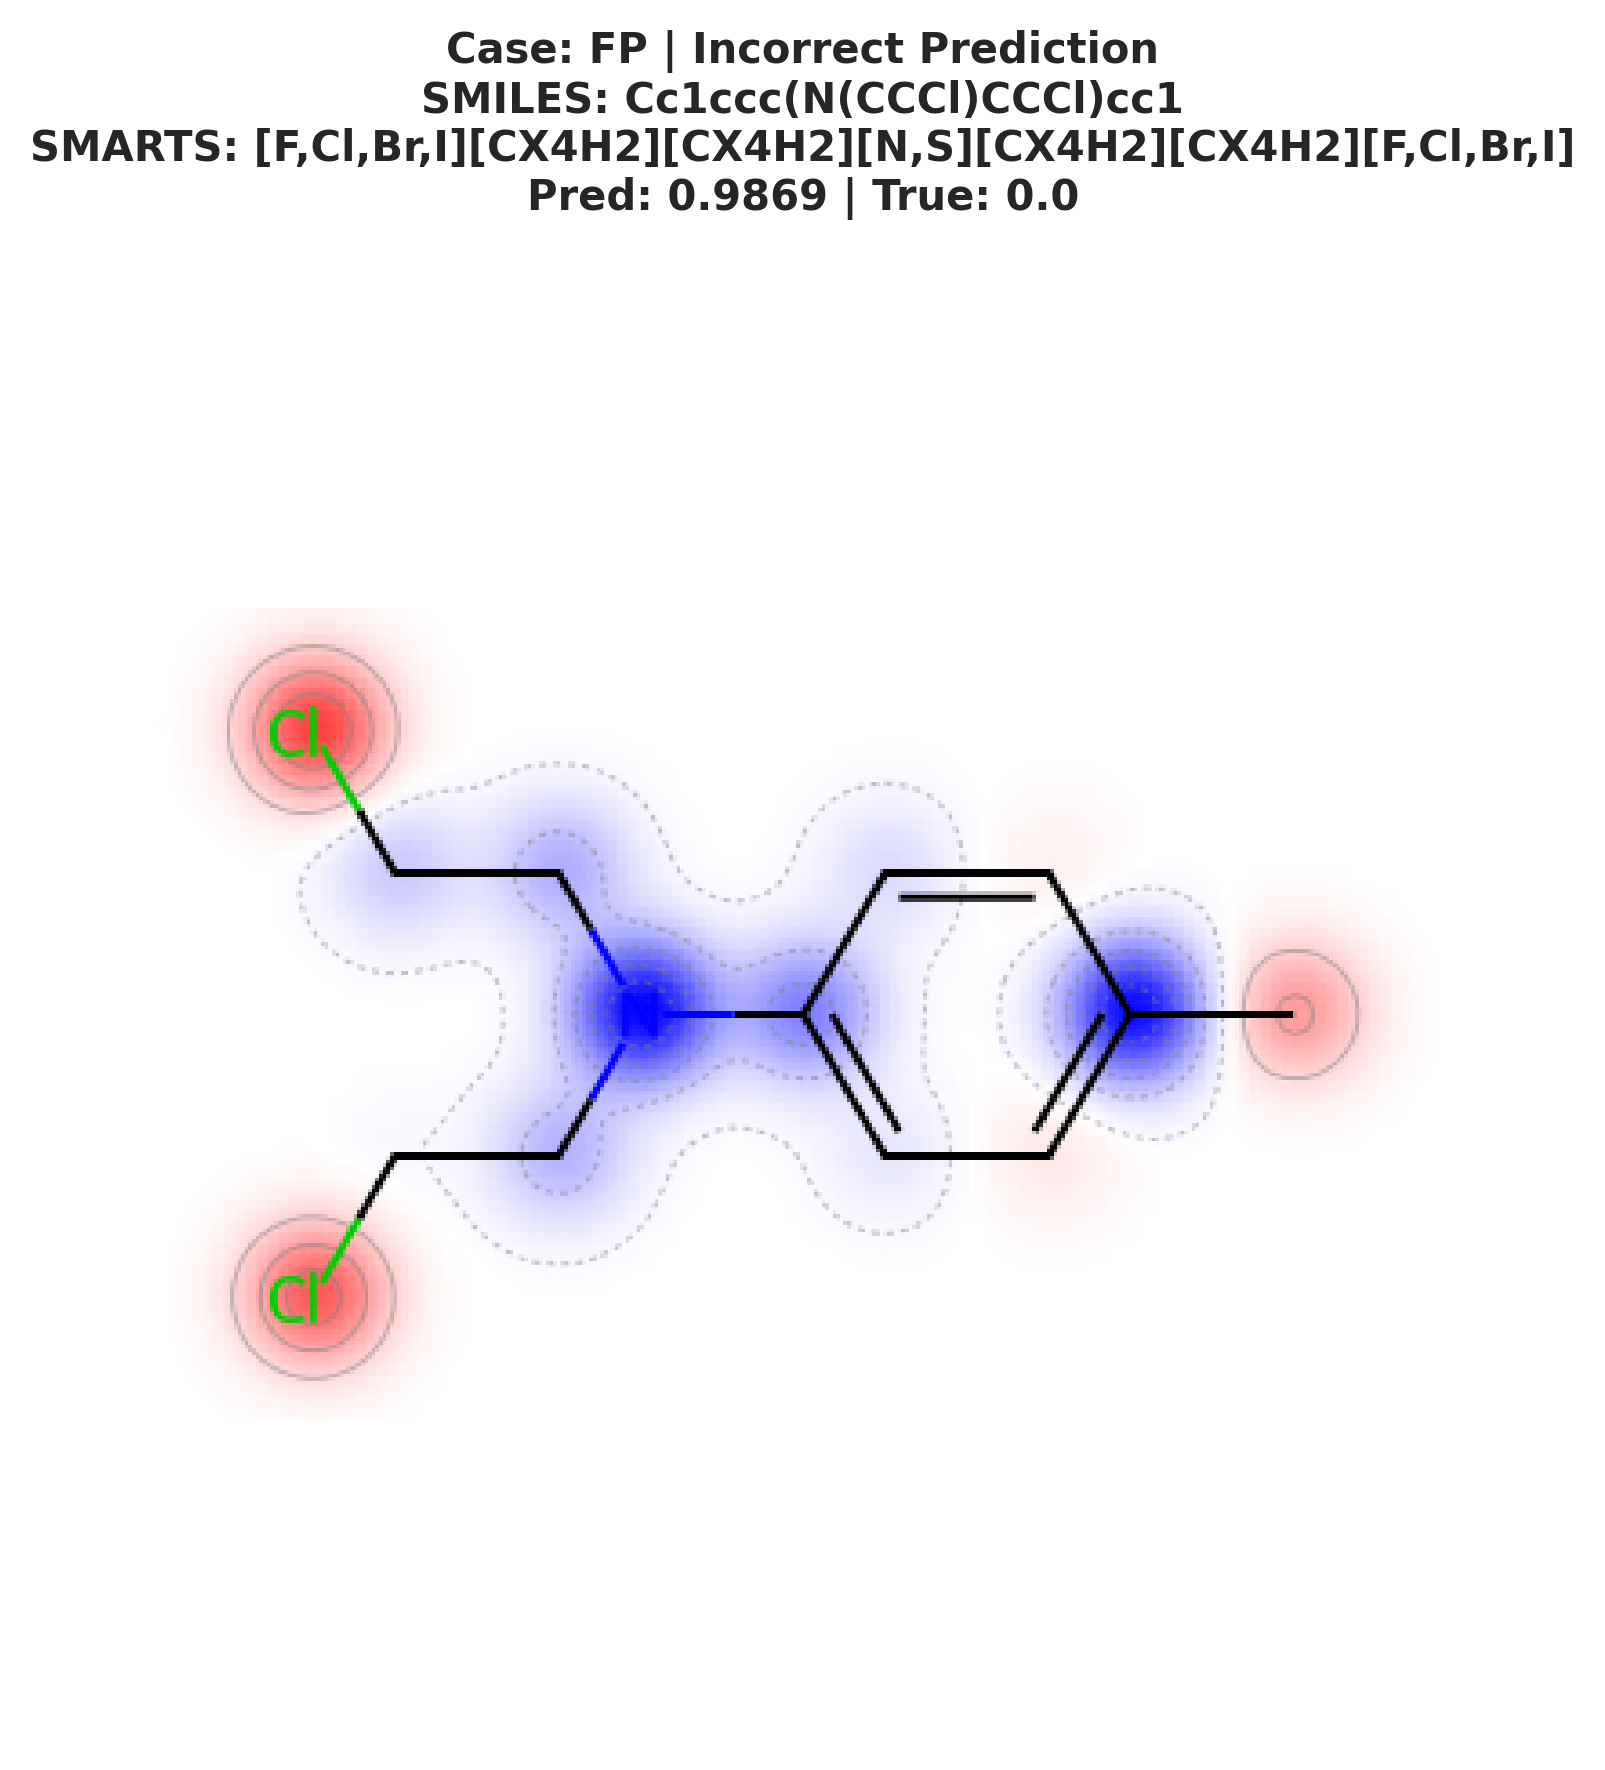 Case: FP | Incorrect Prediction
SMILES: Cc1ccc(N(CCCl)CCCl)cc1
SMARTS: [F,Cl,Br,I][CX4H2][CX4H2][N,S][CX4H2][CX4H2][F,Cl,Br,I]
Pred: 0.9869 | True: 0.0
Cl
N
Cl